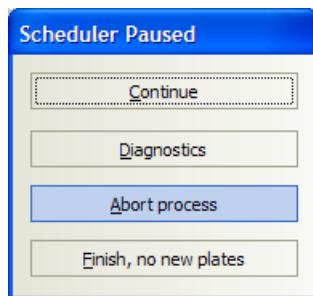 Scheduler Paused
Continue
Diagnostics
Abort process
Finish, no new plates